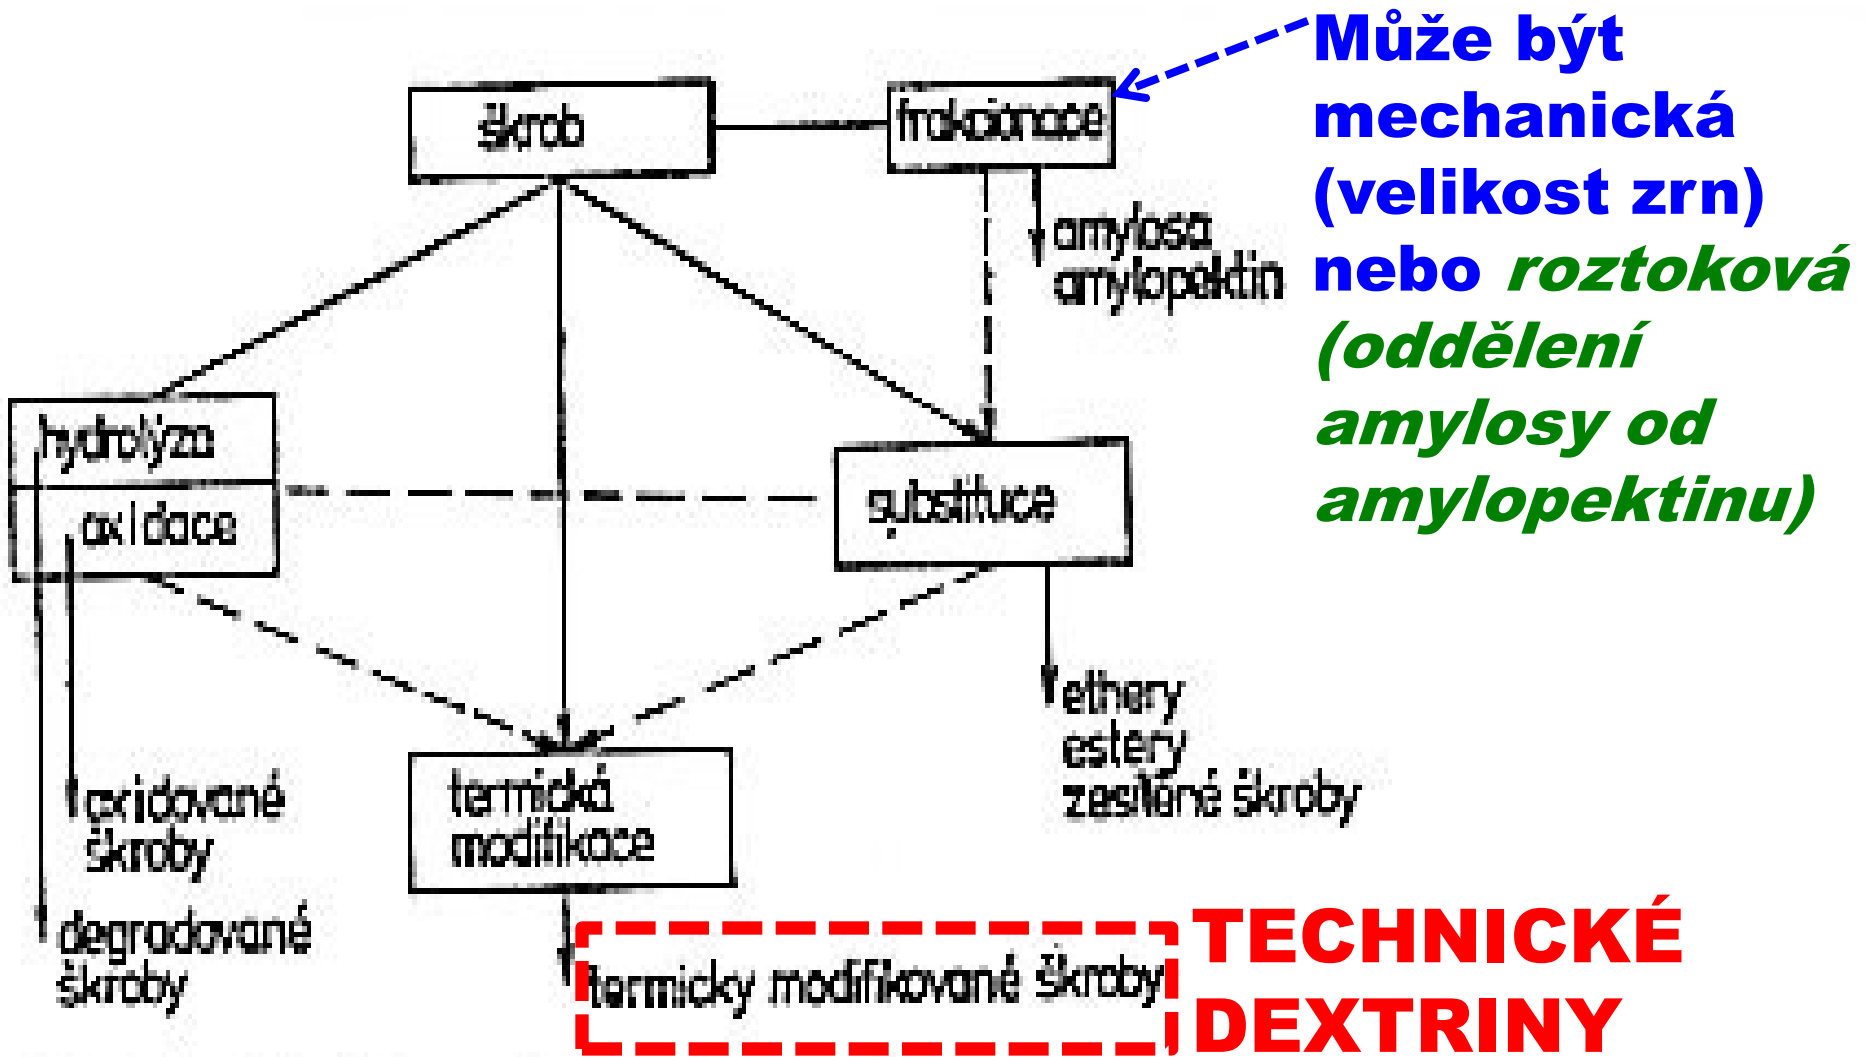 škrob
frakcionace
Může být
mechanická
(velikost zrn)
nebo roztoková
(oddělení
amylosy od
amylopektinu)
amylosa
amylopektin
hydrolýza
oxidace
substituce
ethery
estery
zesílené škroby
termická
modifikace
oxidované
škroby
degradované
škroby
termicky modifikované škroby
TECHNICKÉ
DEXTRINY